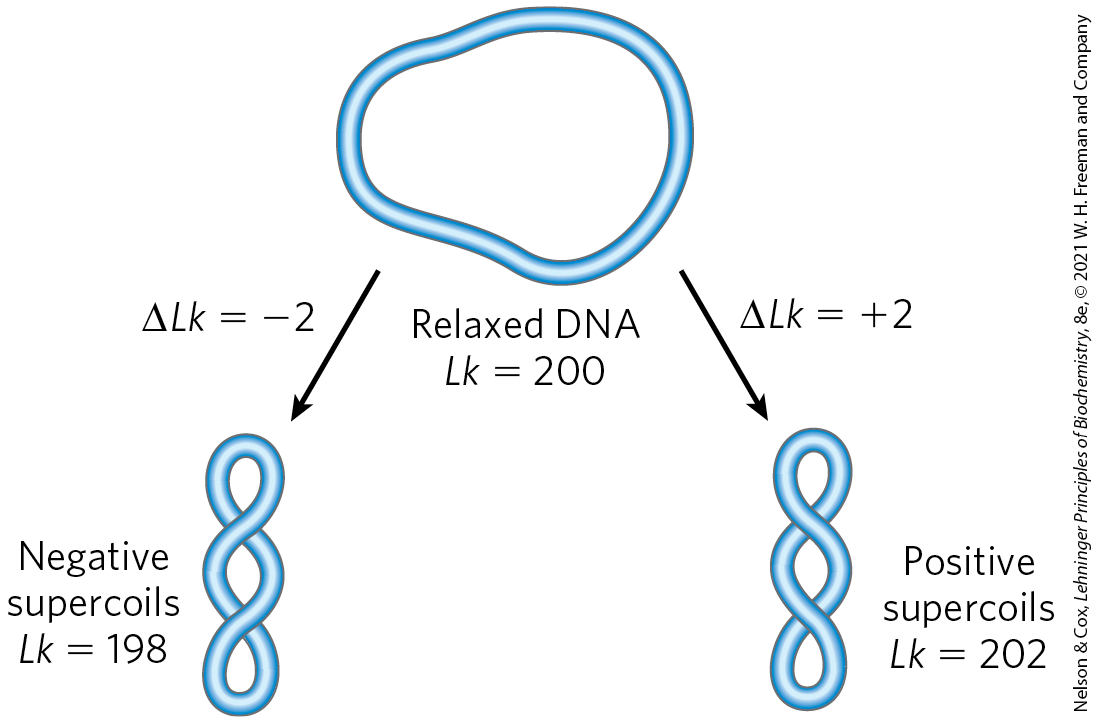 ΔLk = −2
Relaxed DNA
Lk = 200
ΔLk = +2
Negative
supercoils
Lk = 198
Positive
supercoils
Lk = 202
Nelson & Cox, Lehninger Principles of Biochemistry, 8e, © 2021 W. H. Freeman and Company